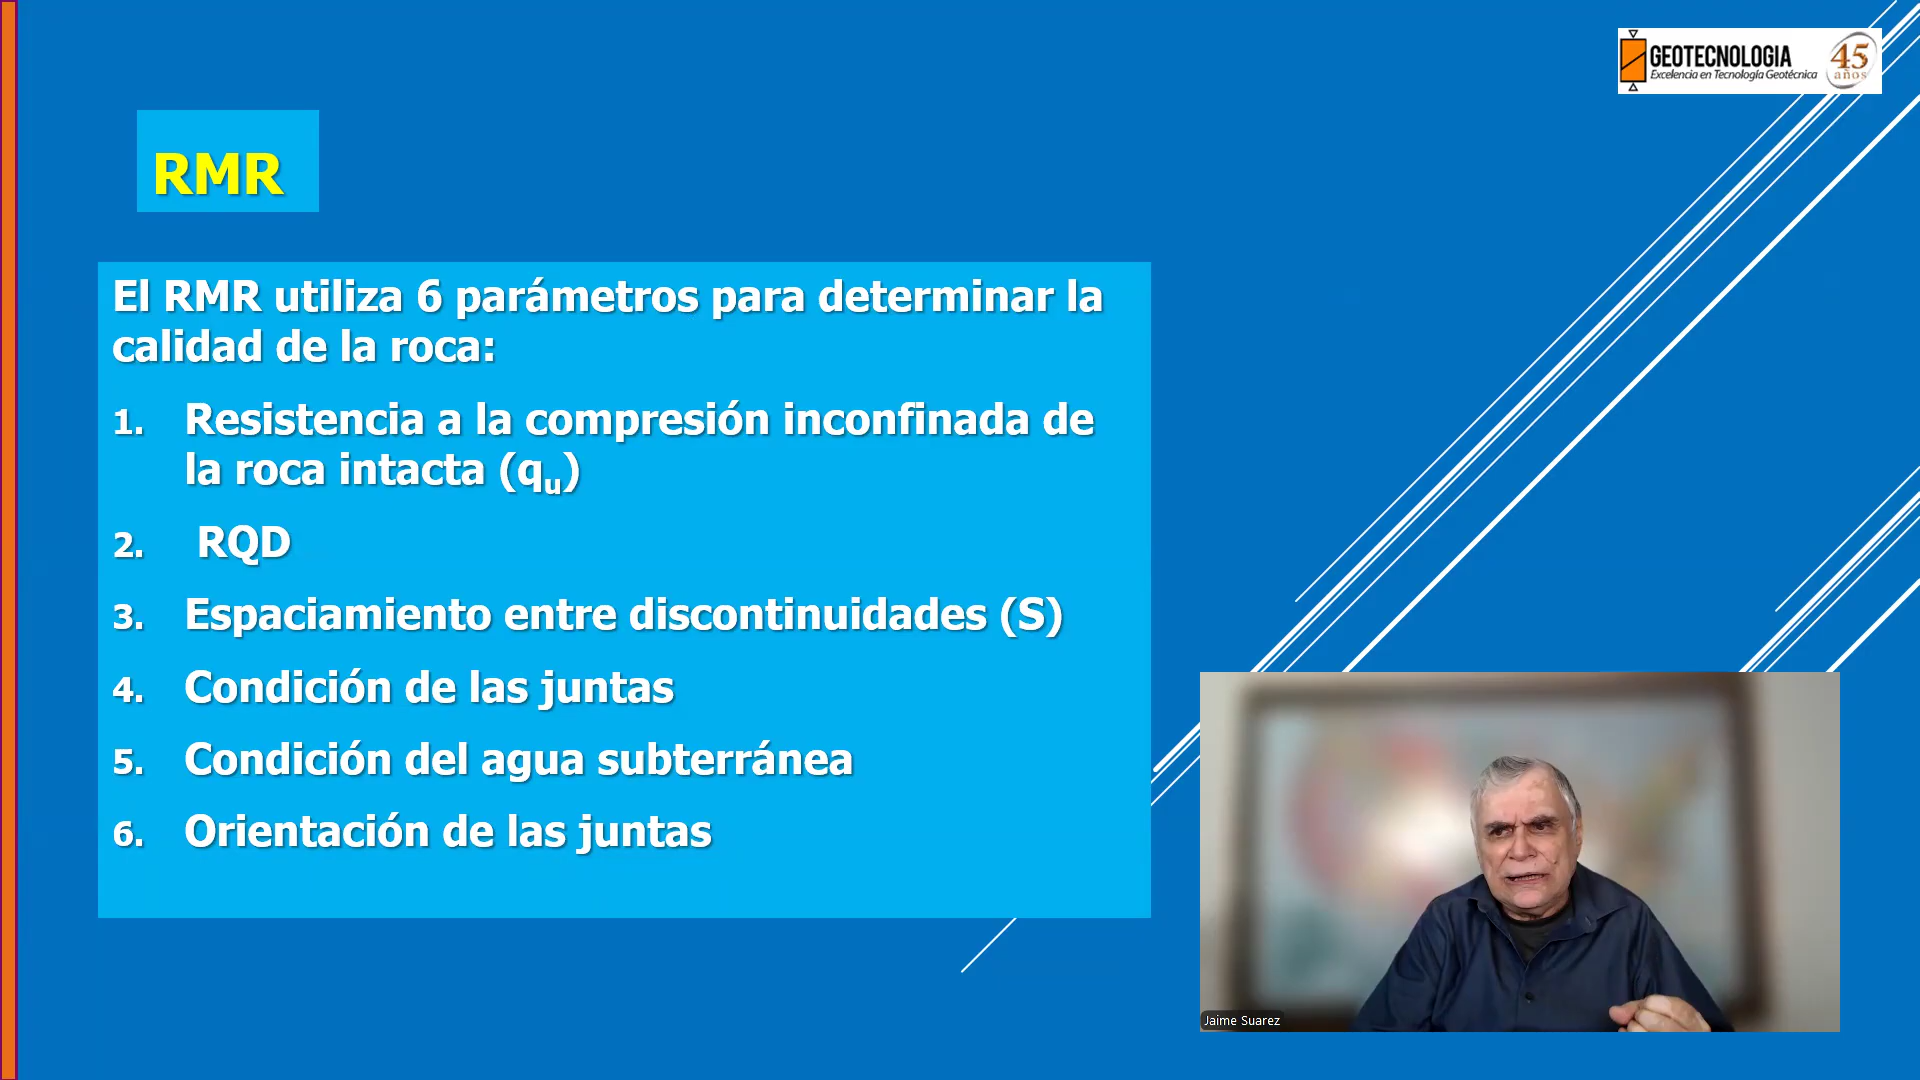 GEOTECNOLOGIA
Excelencia en Tecnología Geotécnica
45
años
RMR
El RMR utiliza 6 parámetros para determinar la
calidad de la roca:
1. Resistencia a la compresión inconfinada de
la roca intacta (qu)
2. RQD
3. Espaciamiento entre discontinuidades (S)
4. Condición de las juntas
5. Condición del agua subterránea
6. Orientación de las juntas
Jaime Suarez